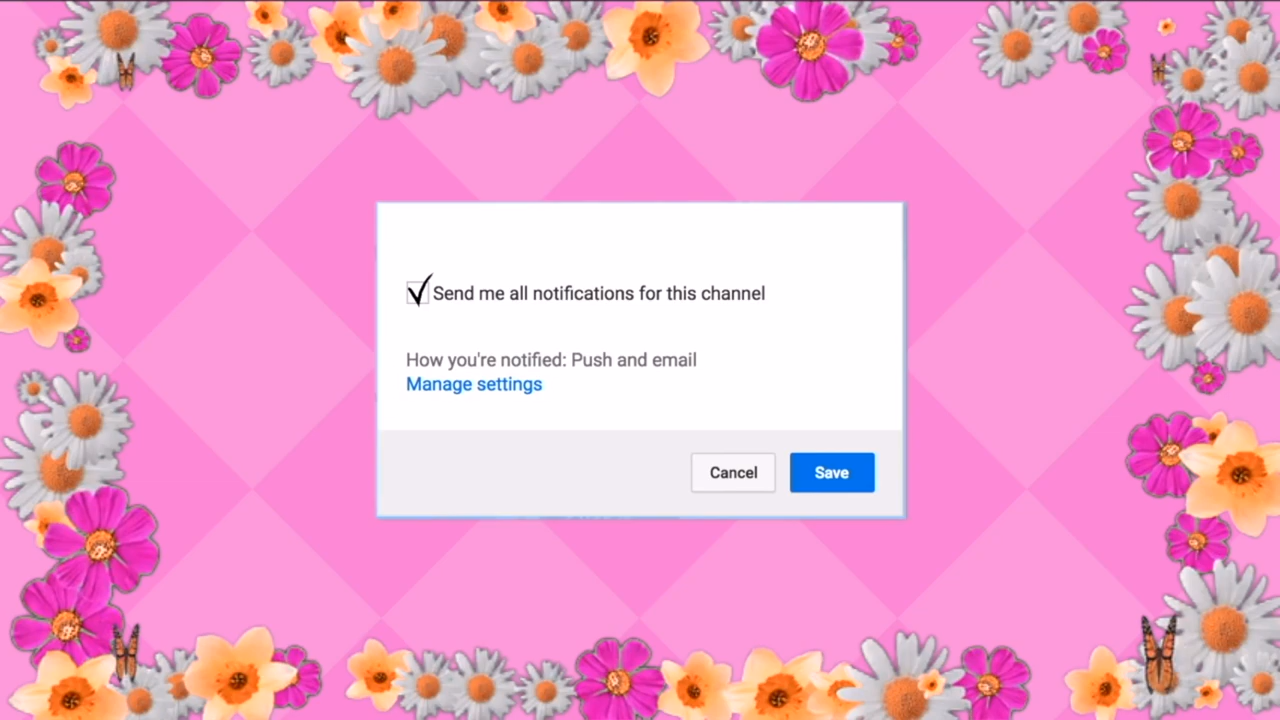 Send me all notifications for this channel
How you're notified: Push and email
Manage settings
Cancel
Save